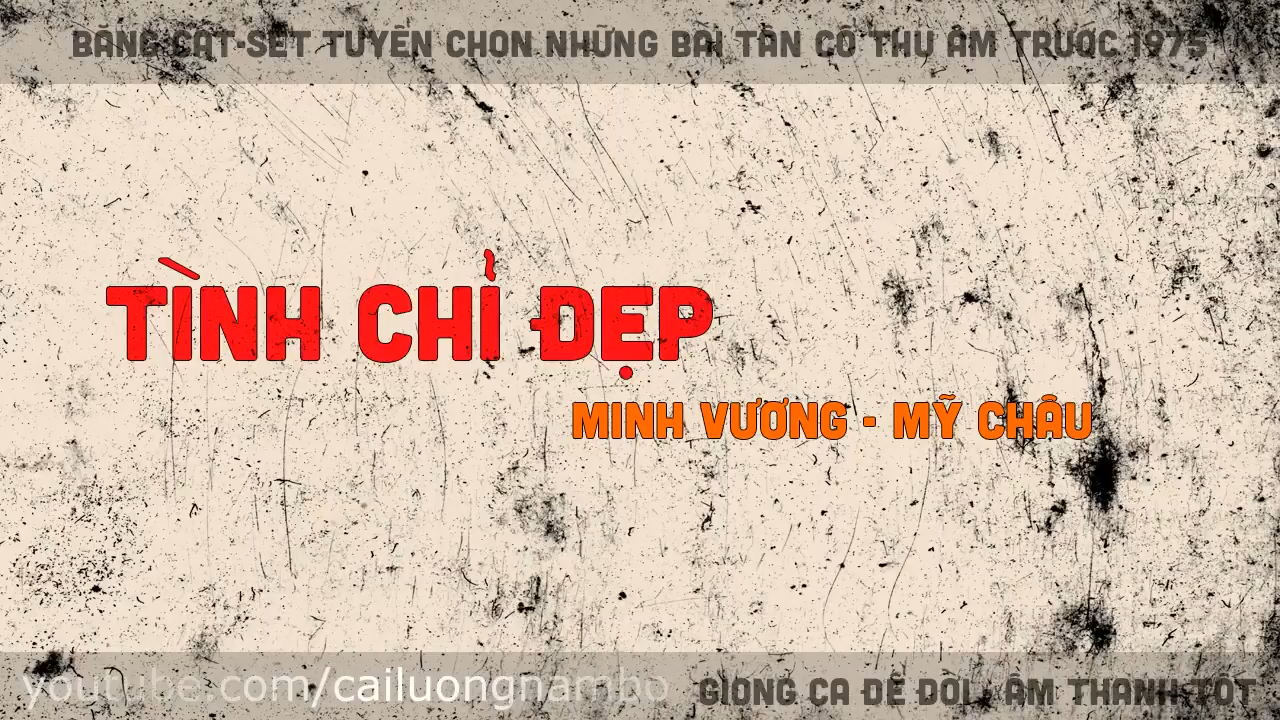 BĂNG CÁT-SÉT TUYỂN CHỌN NHỮNG BÀI TÂN CỔ THU ÂM TRƯỚC 1975
TÌNH CHỈ ĐẸP
MINH VƯƠNG - MỸ CHÂU
youtube.com/cailuongnambo
GIỌNG CA ĐỂ ĐỜI, ÂM THANH TỐT